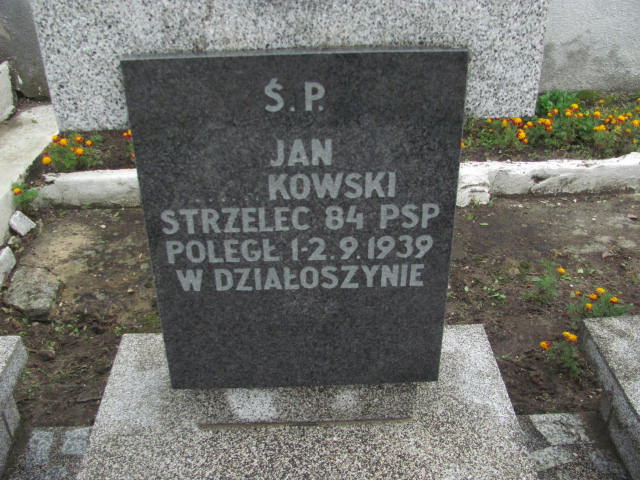 Ś.P.
JAN
KOWSKI
STRZELEC 84 PSP
POLEGŁ 1-2.9.1939
W DZIAŁOSZYNIE